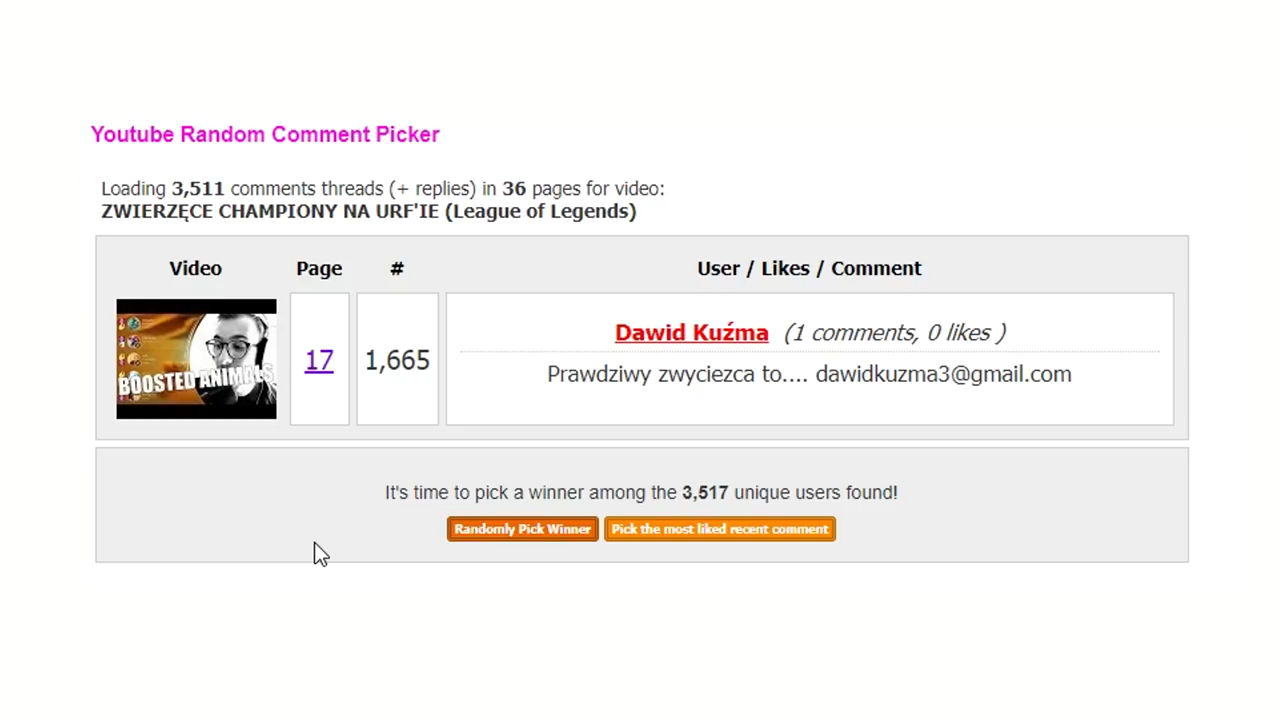 Youtube Random Comment Picker
Loading 3,511 comments threads (+ replies) in 36 pages for video:
ZWIERZĘCE CHAMPIONY NA URF'IE (League of Legends)
Video Page # User / Likes / Comment
BOOSTED ANIMALS
17 1,665 Dawid Kuźma (1 comments, 0 likes )
Prawdziwy zwyciezca to.... dawidkuzma3@gmail.com
It's time to pick a winner among the 3,517 unique users found!
Randomly Pick Winner Pick the most liked recent comment